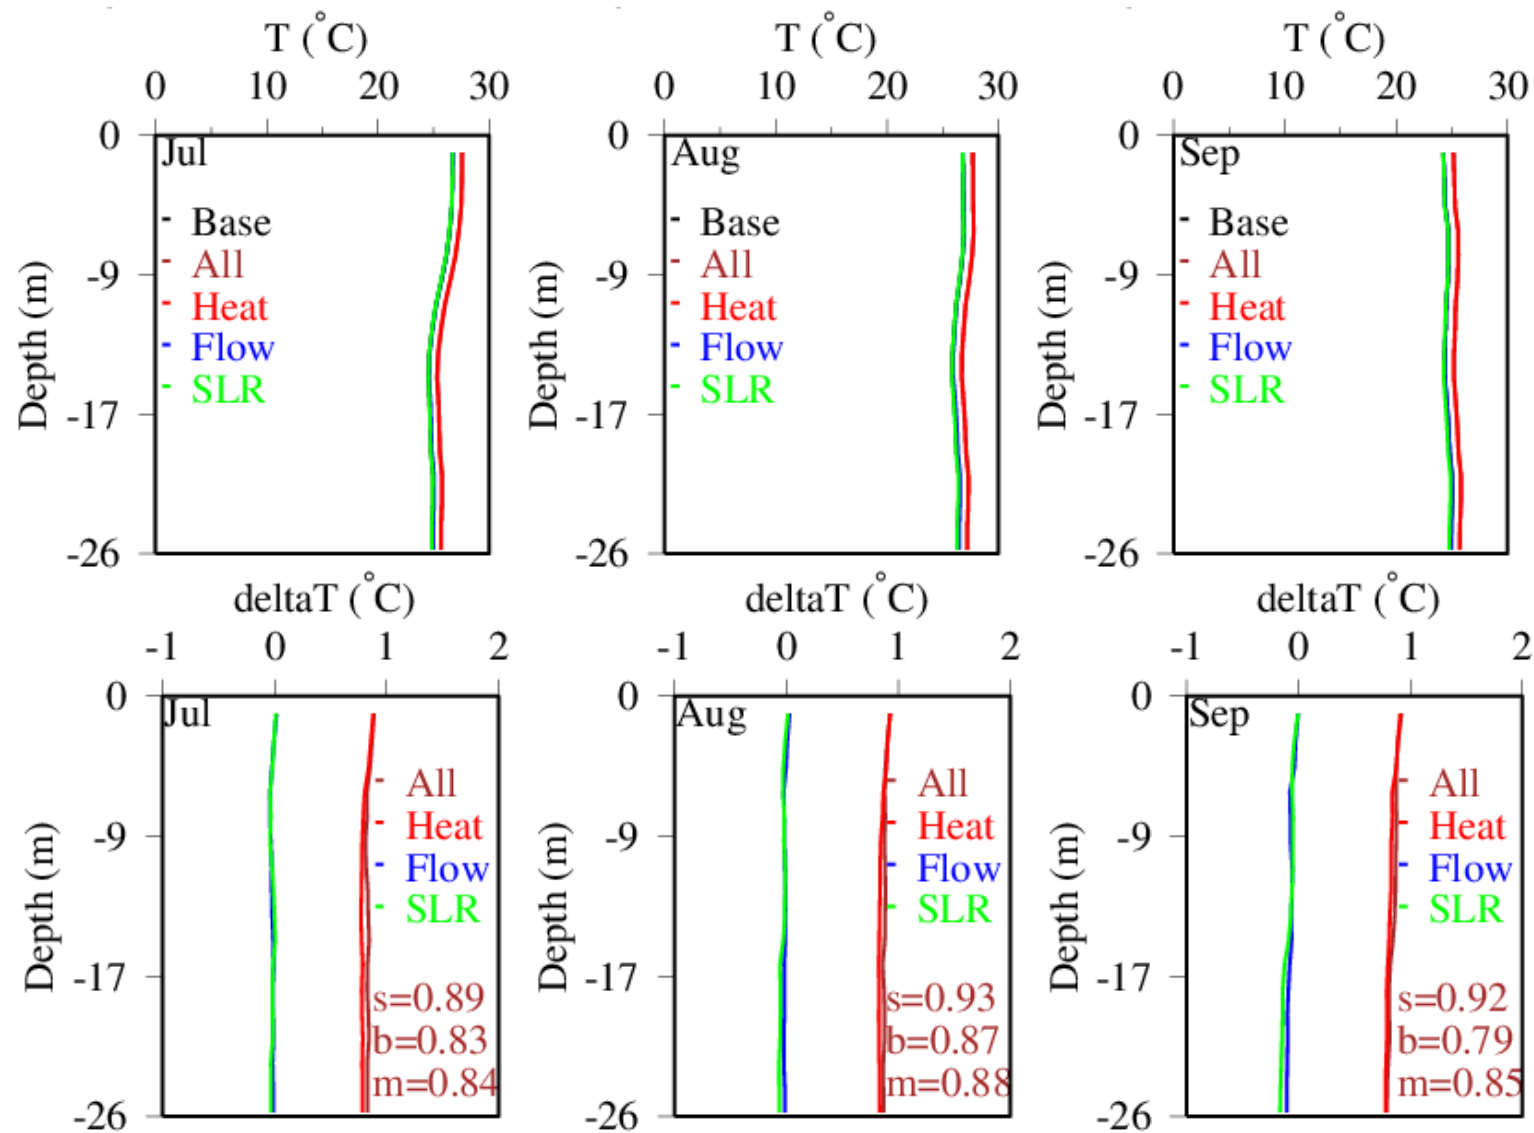 T (°C) T (°C) T (°C)
0 10 20 30 0 10 20 30 0 10 20 30
0 Jul 0 Aug 0 Sep
- Base - Base - Base
- All - All - All
-9 -9 -9
- Heat - Heat - Heat
- Flow - Flow - Flow
- SLR - SLR - SLR
Depth (m) Depth (m) Depth (m)
-17 -17 -17
-26 -26 -26
deltaT (°C) deltaT (°C) deltaT (°C)
-1 0 1 2 -1 0 1 2 -1 0 1 2
0 Jul 0 Aug 0 Sep
- All - All - All
-9 - Heat -9 - Heat -9 - Heat
- Flow - Flow - Flow
- SLR - SLR - SLR
Depth (m) Depth (m) Depth (m)
-17 -17 -17
s=0.89 s=0.93 s=0.92
b=0.83 b=0.87 b=0.79
m=0.84 m=0.88 m=0.85
-26 -26 -26